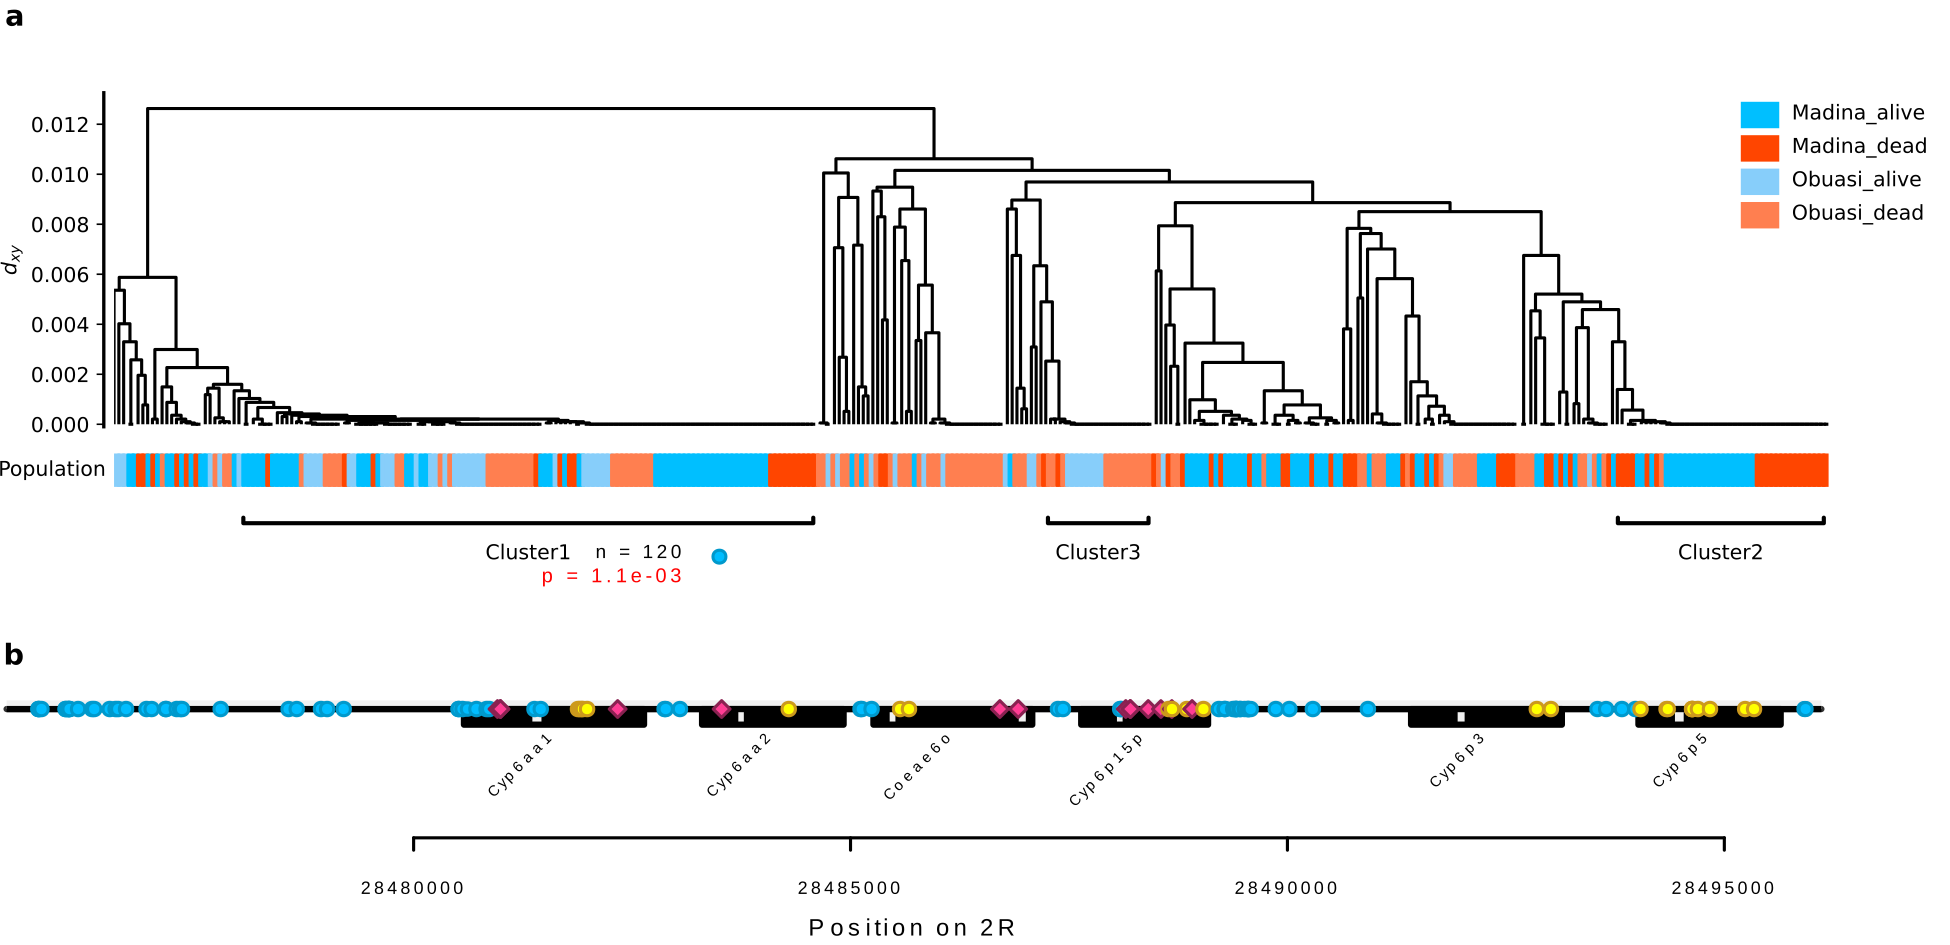 a
0.012
0.010
0.008
0.006
0.004
0.002
0.000
dxy
Madina_alive
Madina_dead
Obuasi_alive
Obuasi_dead
Population
Cluster1 n = 120
p = 1.1e-03
Cluster3
Cluster2
b
Cyp6aa1
Cyp6aa2
Coeae6o
Cyp6p15p
Cyp6p3
Cyp6p5
28480000
28485000
28490000
28495000
Position on 2R